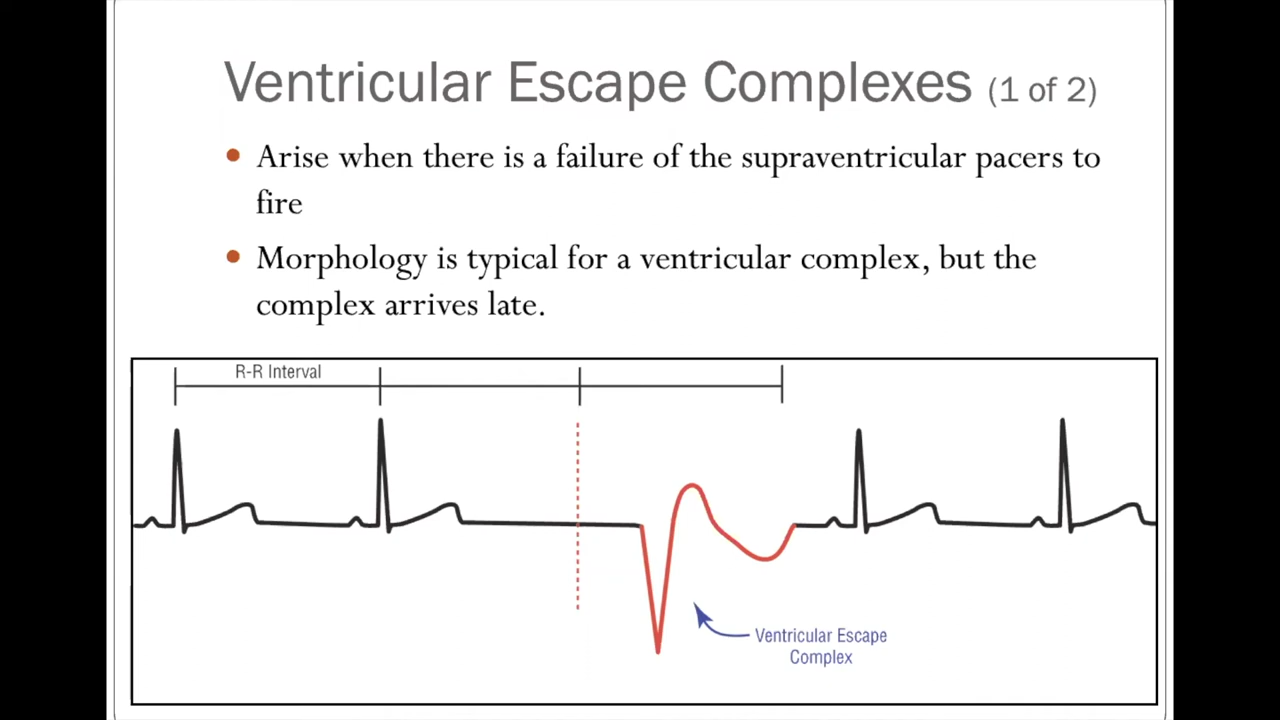 Ventricular Escape Complexes (1 of 2)
• Arise when there is a failure of the supraventricular pacers to
fire
• Morphology is typical for a ventricular complex, but the
complex arrives late.
R-R Interval
Ventricular Escape
Complex